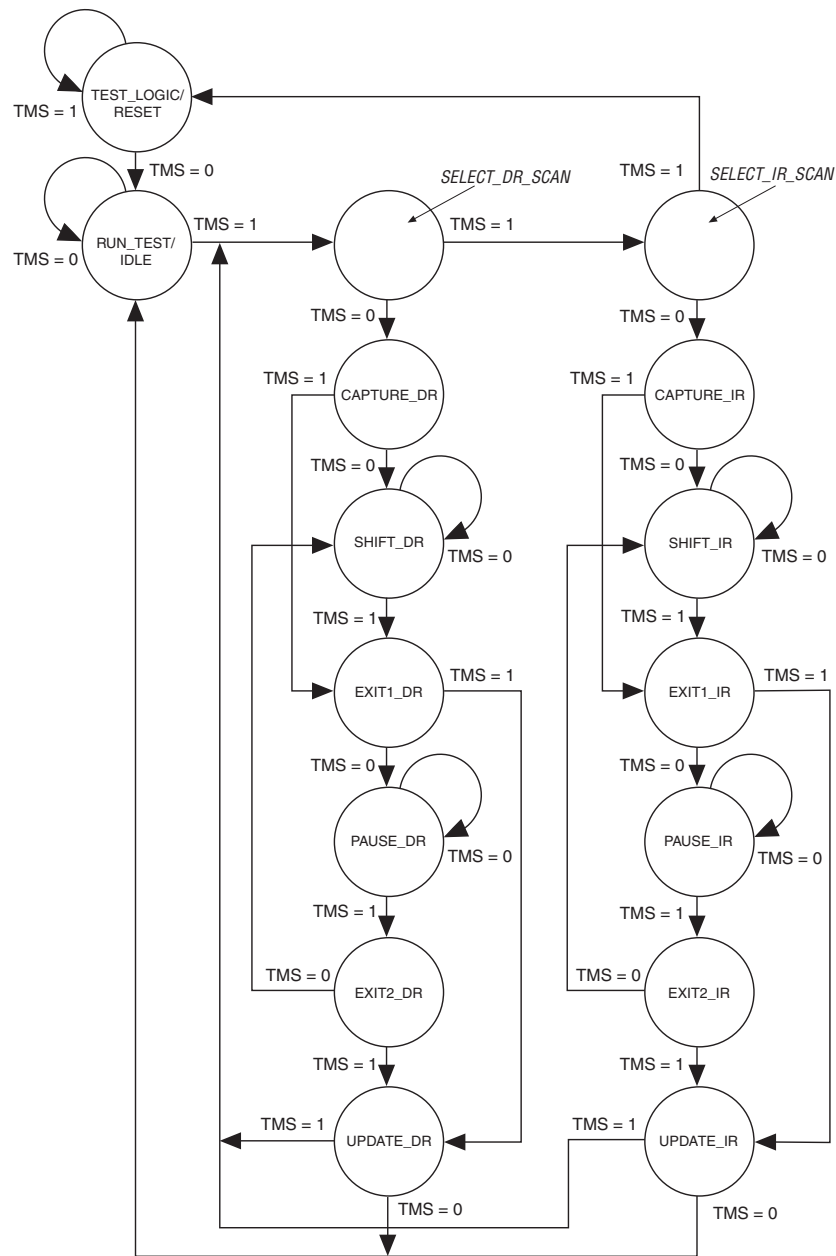 TEST_LOGIC/
RESET
TMS = 1
TMS = 0
SELECT_DR_SCAN
TMS = 1
SELECT_IR_SCAN
RUN_TEST/
IDLE
TMS = 0
TMS = 1
TMS = 1
TMS = 0
TMS = 0
TMS = 1
CAPTURE_DR
TMS = 1
CAPTURE_IR
TMS = 0
TMS = 0
SHIFT_DR
TMS = 0
SHIFT_IR
TMS = 0
TMS = 1
TMS = 1
EXIT1_DR
TMS = 1
EXIT1_IR
TMS = 1
TMS = 0
TMS = 0
PAUSE_DR
TMS = 0
PAUSE_IR
TMS = 0
TMS = 1
TMS = 1
TMS = 0
EXIT2_DR
TMS = 0
EXIT2_IR
TMS = 1
TMS = 1
TMS = 1
UPDATE_DR
TMS = 1
UPDATE_IR
TMS = 0
TMS = 0